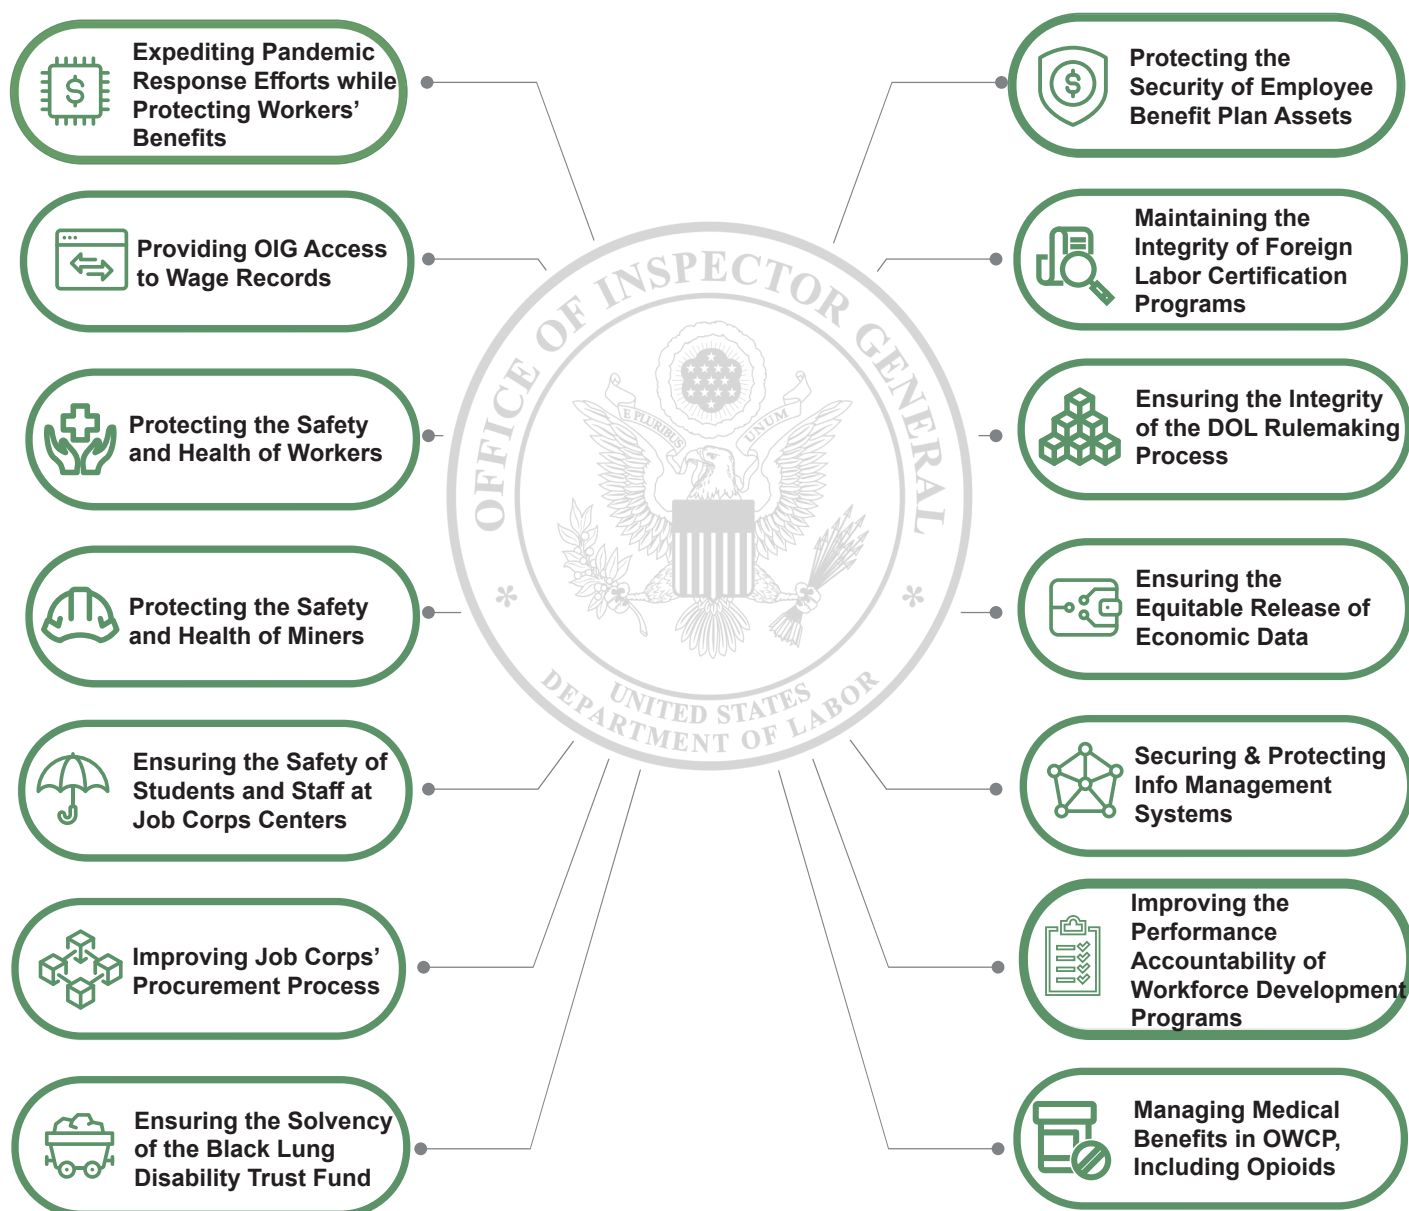 Expediting Pandemic
Response Efforts while
Protecting Workers’
Benefits
Providing OIG Access
to Wage Records
Protecting the Safety
and Health of Workers
Protecting the Safety
and Health of Miners
Ensuring the Safety of
Students and Staff at
Job Corps Centers
Improving Job Corps’
Procurement Process
Ensuring the Solvency
of the Black Lung
Disability Trust Fund
OFFICE OF INSPECTOR GENERAL
E PLURIBUS UNUM
UNITED STATES
DEPARTMENT OF LABOR
Protecting the
Security of Employee
Benefit Plan Assets
Maintaining the
Integrity of Foreign
Labor Certification
Programs
Ensuring the Integrity
of the DOL Rulemaking
Process
Ensuring the
Equitable Release of
Economic Data
Securing & Protecting
Info Management
Systems
Improving the
Performance
Accountability of
Workforce Development
Programs
Managing Medical
Benefits in OWCP,
Including Opioids